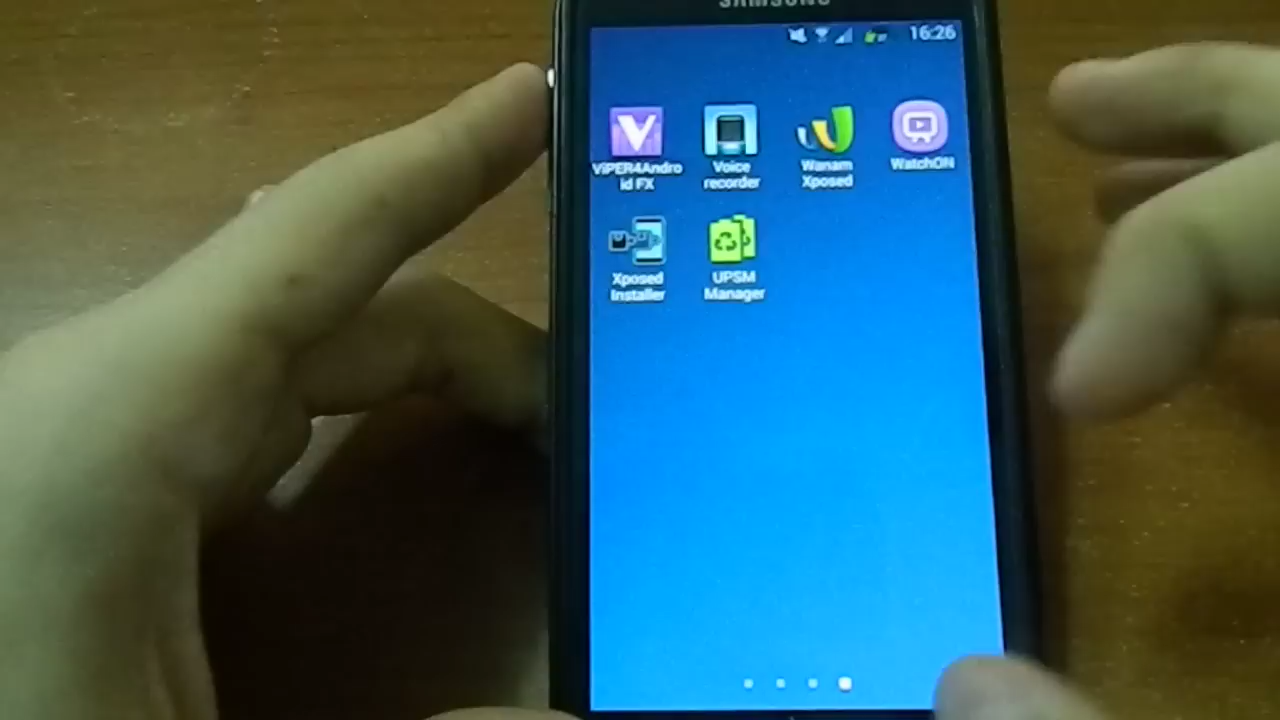 SAMSUNG
16:26
ViPER4Andro
id FX
Voice
recorder
Wanam
Xposed
WatchON
Xposed
Installer
UPSM
Manager